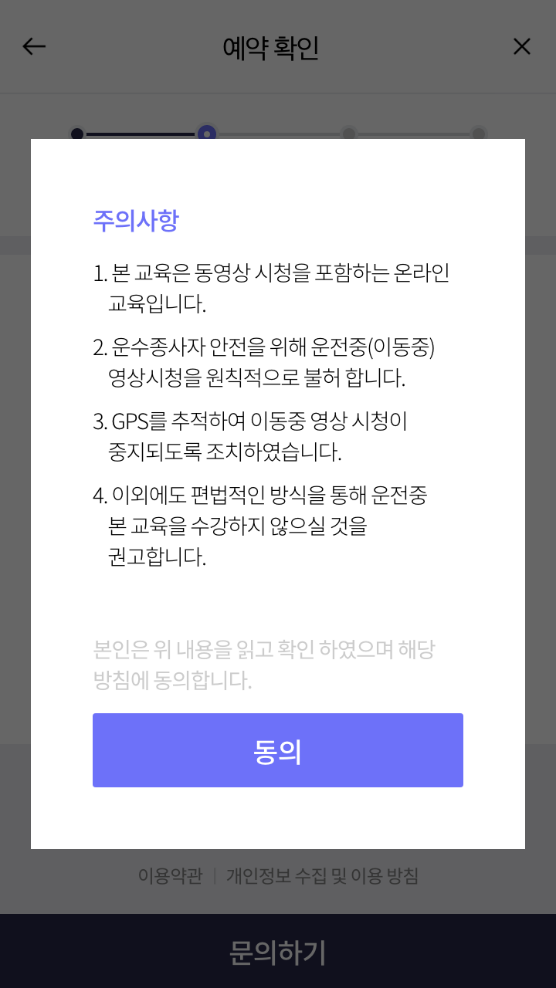 예약 확인
주의사항
1. 본 교육은 동영상 시청을 포함하는 온라인
교육입니다.
2. 운수종사자 안전을 위해 운전중(이동중)
영상시청을 원칙적으로 불허 합니다.
3. GPS를 추적하여 이동중 영상 시청이
중지되도록 조치하였습니다.
4. 이외에도 편법적인 방식을 통해 운전중
본 교육을 수강하지 않으실 것을
권고합니다.
본인은 위 내용을 읽고 확인 하였으며 해당
방침에 동의합니다.
동의
이용약관 | 개인정보 수집 및 이용 방침
문의하기